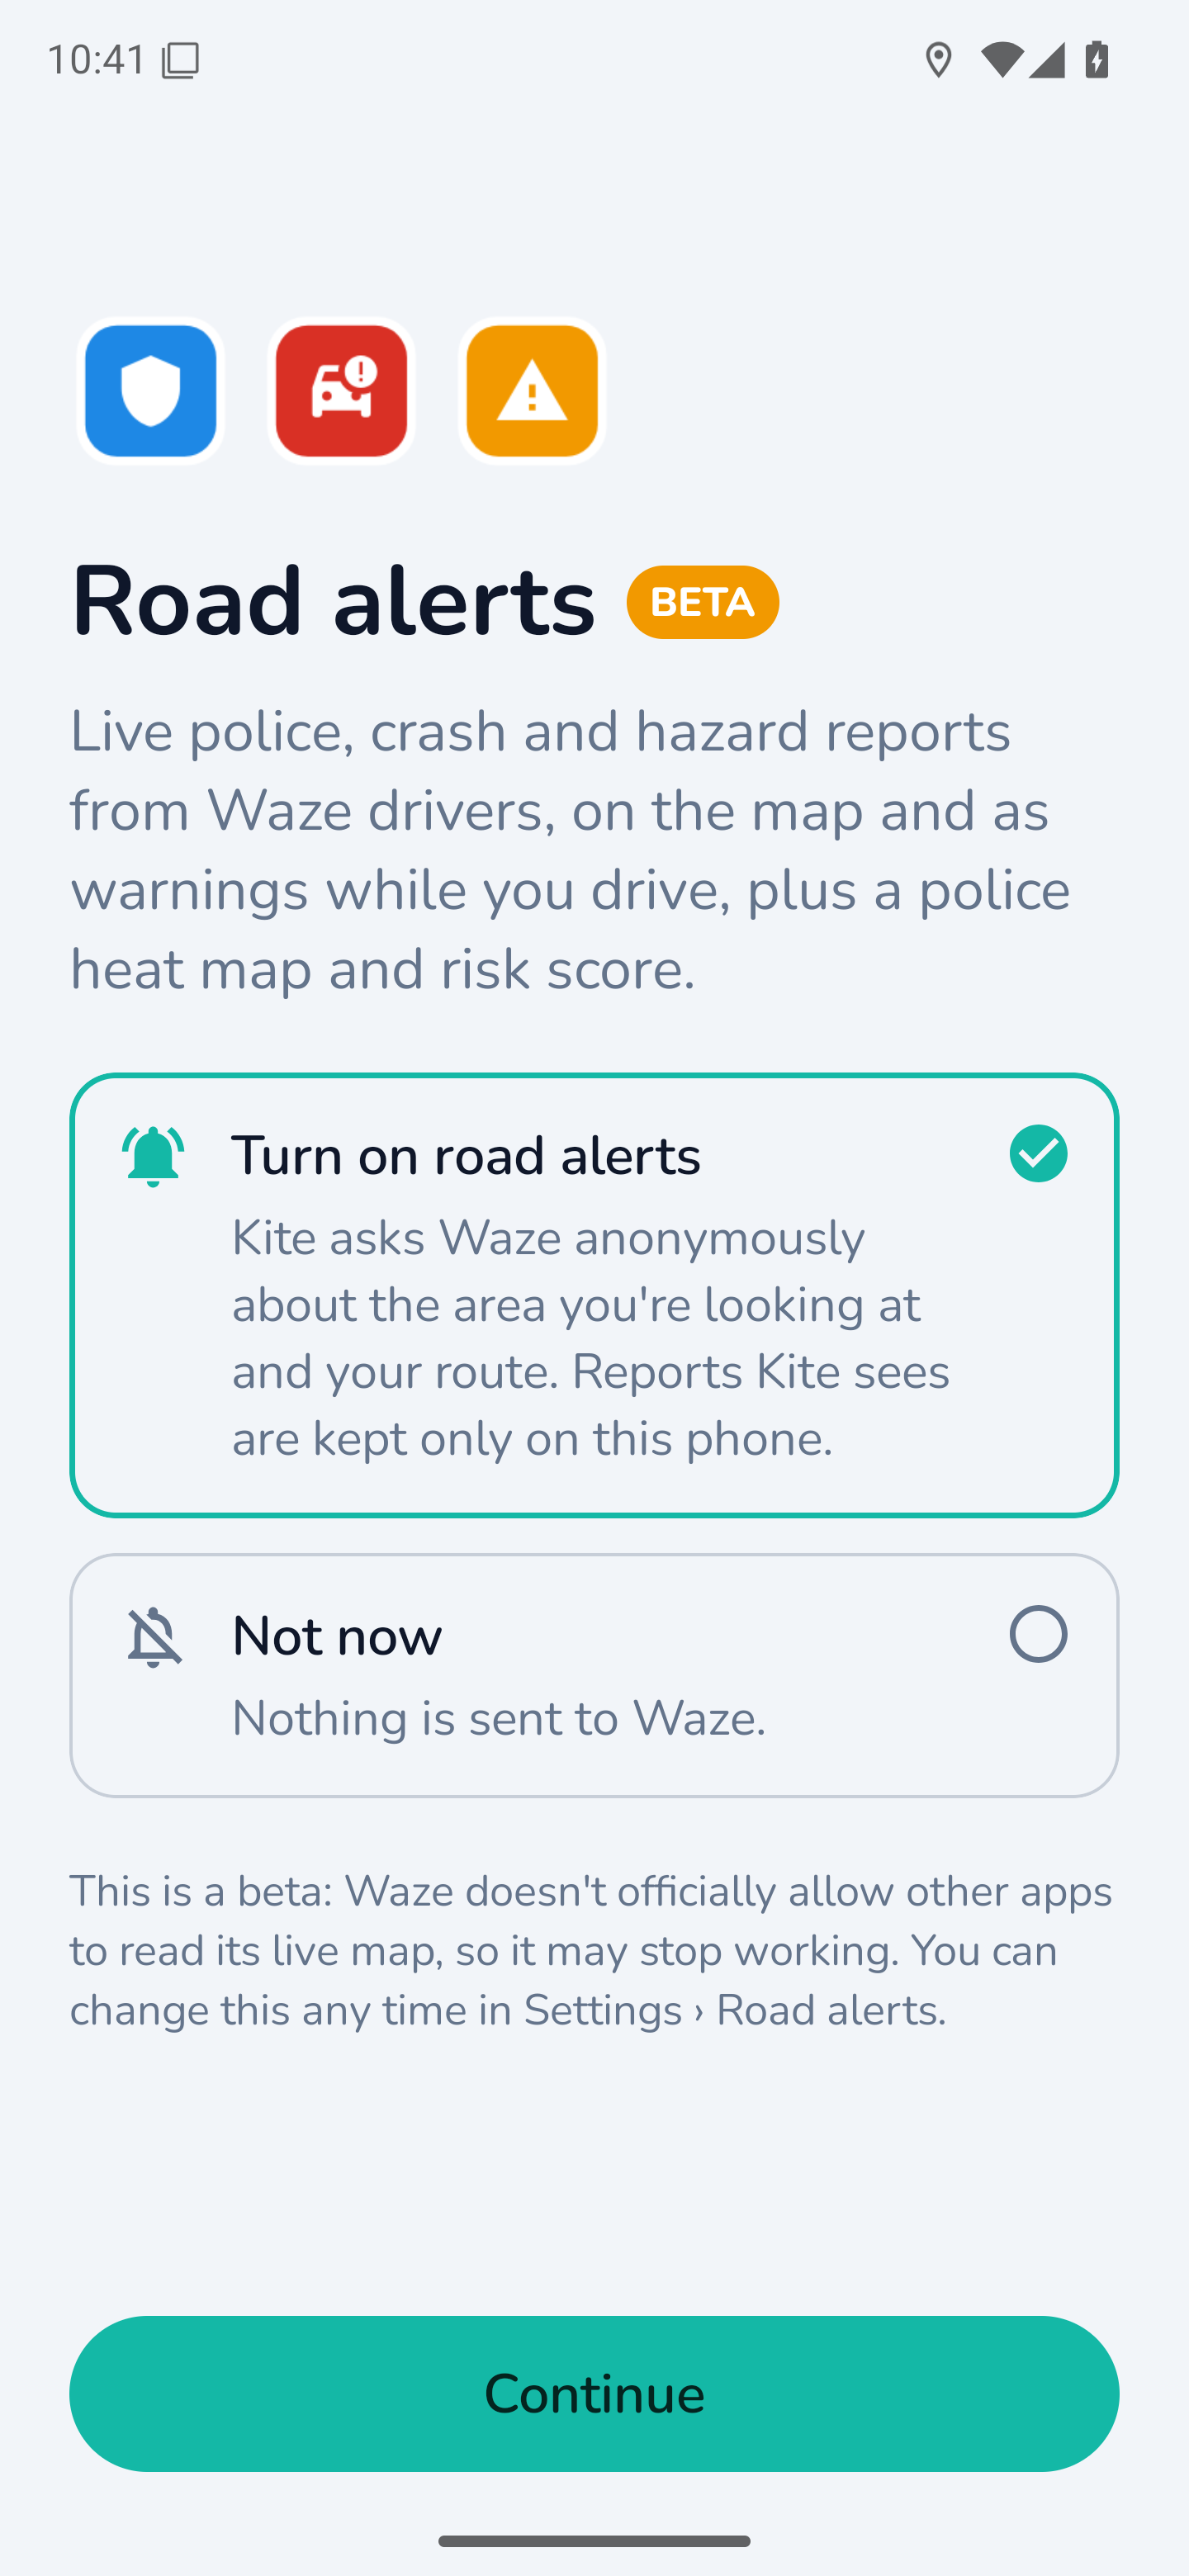 10:41
Road alerts BETA
Live police, crash and hazard reports
from Waze drivers, on the map and as
warnings while you drive, plus a police
heat map and risk score.
Turn on road alerts
Kite asks Waze anonymously
about the area you're looking at
and your route. Reports Kite sees
are kept only on this phone.
Not now
Nothing is sent to Waze.
This is a beta: Waze doesn't officially allow other apps
to read its live map, so it may stop working. You can
change this any time in Settings › Road alerts.
Continue